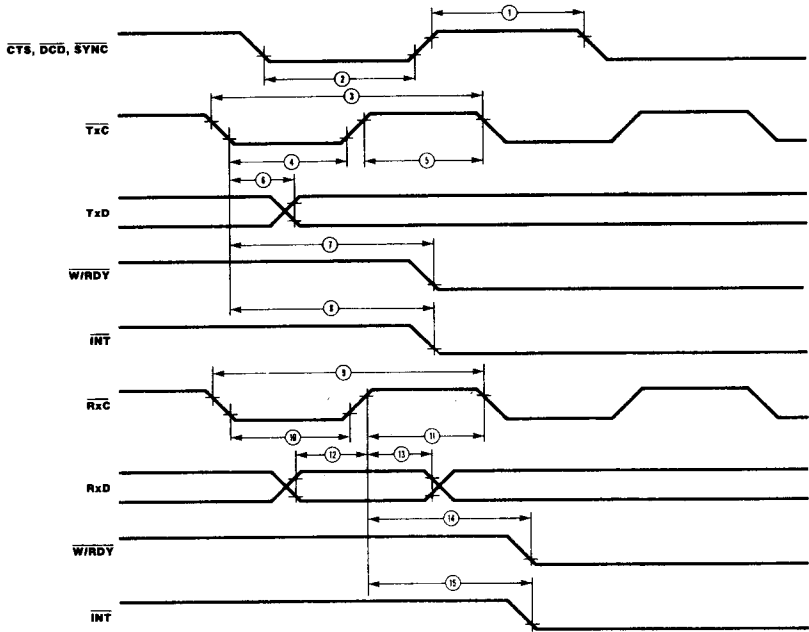 1
CTS, DCD, SYNC
2
3
TxC
4
5
6
TxD
7
W/RDY
8
INT
9
RxC
10
11
12
13
RxD
14
W/RDY
15
INT